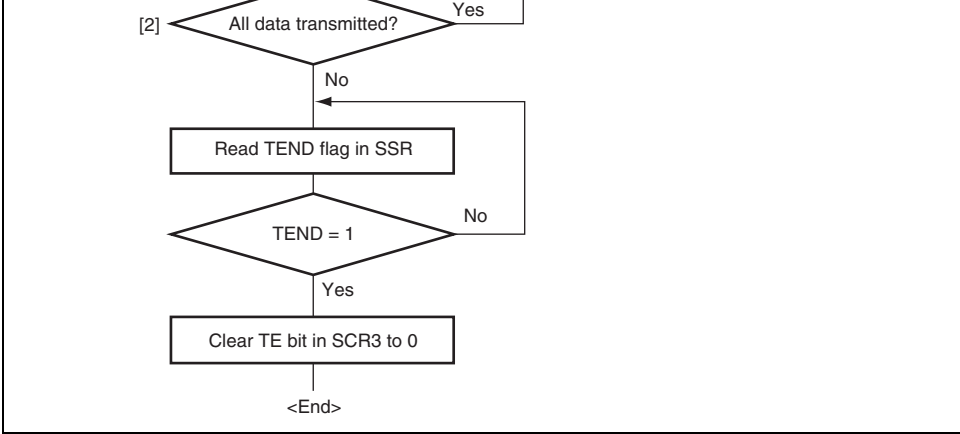 Yes
[2] All data transmitted?
No
Read TEND flag in SSR
No
TEND = 1
Yes
Clear TE bit in SCR3 to 0
<End>